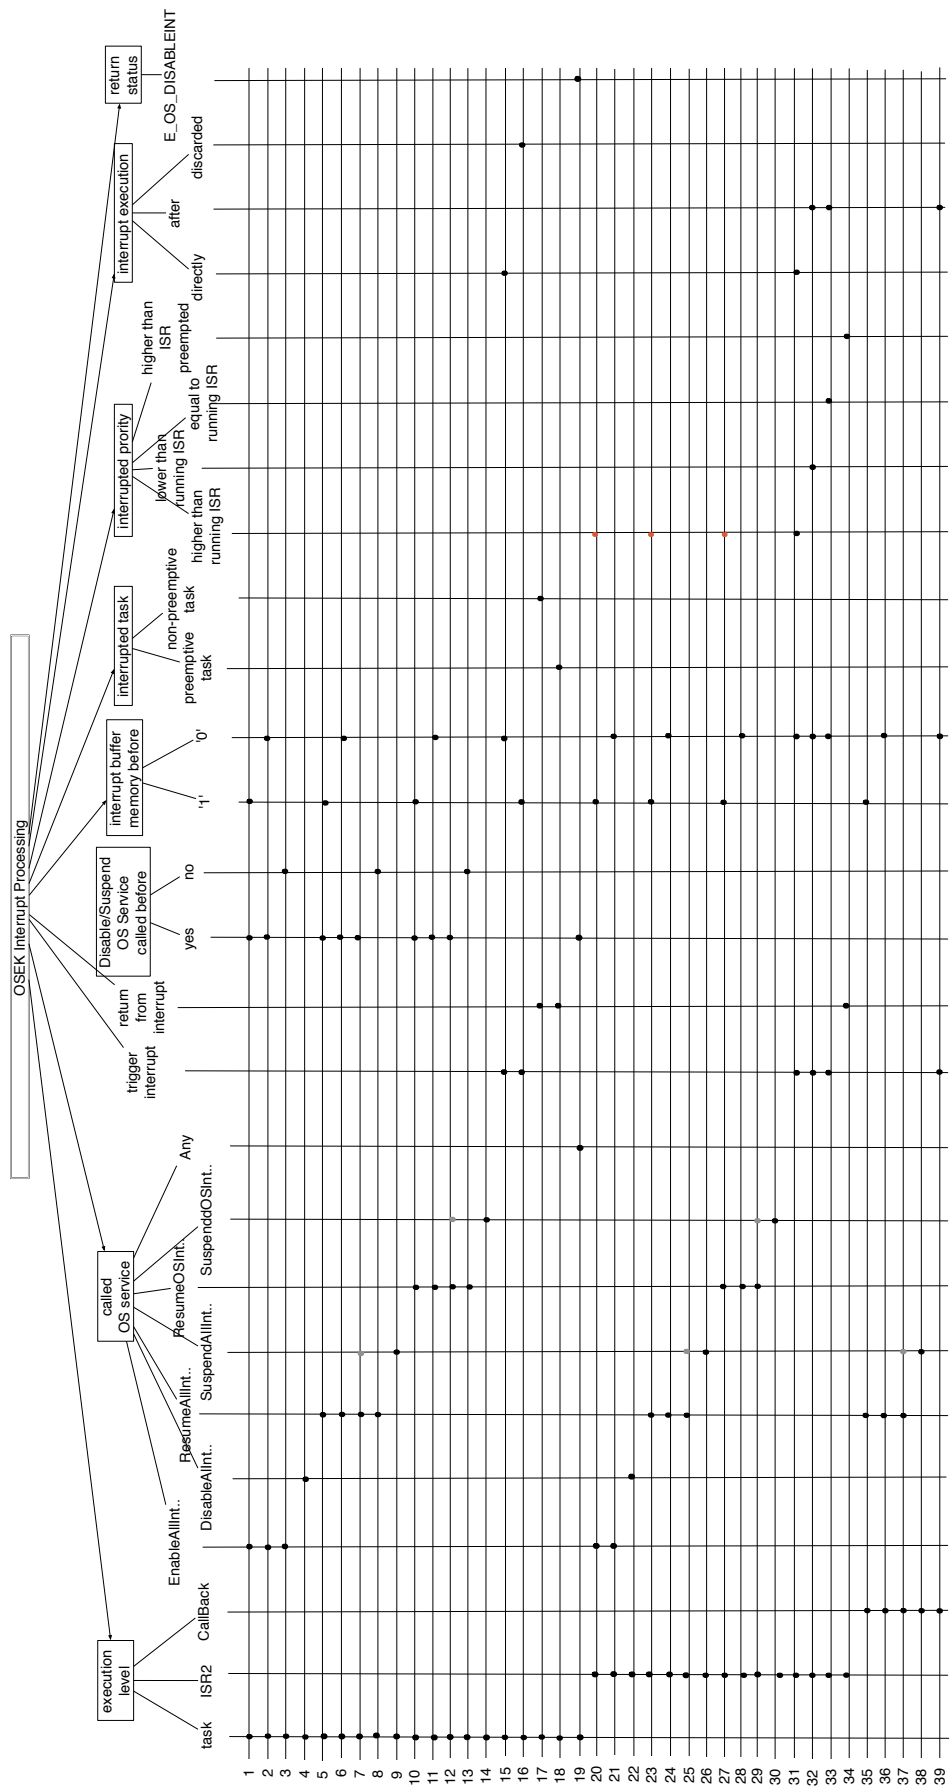 OSEK Interrupt Processing
execution
level
called
OS service
trigger
interrupt
return
from
interrupt
Disable/Suspend
OS Service
called before
interrupt buffer
memory before
interrupted task
interrupted prority
interrupt execution
return
status
task
ISR2
CallBack
EnableAllInt..
DisableAllInt..
ResumeAllInt..
SuspendAllInt..
ResumeOSInt..
SuspenddOSInt..
Any
yes
no
'1'
'0'
preemptive
task
non-preemptive
task
higher than
running ISR
lower than
running ISR
equal to
running ISR
higher than
ISR
preempted
directly
after
discarded
E_OS_DISABLEINT
1
2
3
4
5
6
7
8
9
10
11
12
13
14
15
16
17
18
19
20
21
22
23
24
25
26
27
28
29
30
31
32
33
34
35
36
37
38
39